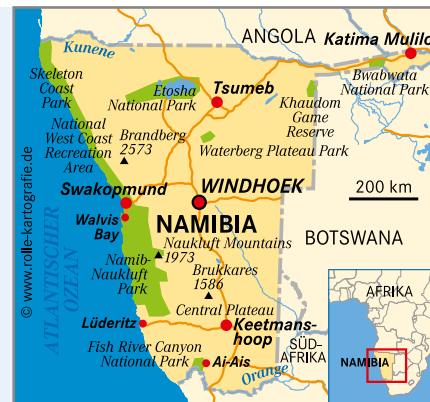 ANGOLA
Kunene
Katima Mulilo
Skeleton
Coast
Park
Etosha
National Park
Tsumeb
Bwabwata
National Park
Khaudom
Game
Reserve
National
West Coast
Recreation
Area
Brandberg
2573
Waterberg Plateau Park
Swakopmund
WINDHOEK
200 km
Walvis
Bay
NAMIBIA
BOTSWANA
Naukluft Mountains
1973
Namib-
Naukluft
Park
Brukkares
1586
Central Plateau
Lüderitz
Keetmans-
hoop
Fish River Canyon
National Park
Ai-Ais
Orange
SÜD-
AFRIKA
AFRIKA
NAMIBIA
ATLANTISCHER
OZEAN
© www.rolle-kartografie.de